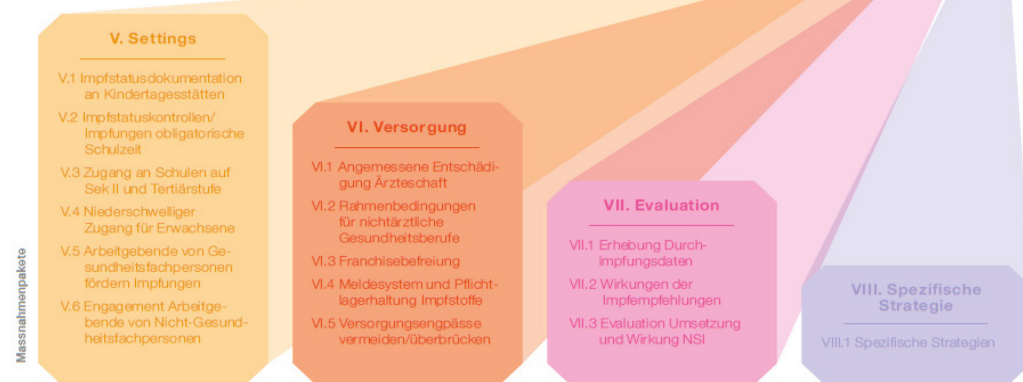 V. Settings
V.1 Impfstatusdokumentation
an Kindertagesstätten
V.2 Impfstatuskontrollen/
Impfungen obligatorische
Schulzeit
V.3 Zugang an Schulen auf
Sek II und Tertiärstufe
V.4 Niederschwelliger
Zugang für Erwachsene
V.5 Arbeitgebende von Ge-
sundheitsfachpersonen
fördern Impfungen
V.6 Engagement Arbeitge-
bende von Nicht-Gesund-
heitsfachpersonen
VI. Versorgung
VI.1 Angemessene Entschädi-
gung Ärzteschaft
VI.2 Rahmenbedingungen
für nichtärztliche
Gesundheitsberufe
VI.3 Franchisebefreiung
VI.4 Meldesystem und Pflicht-
lagerhaltung Impfstoffe
VI.5 Versorgungsengpässe
vermeiden/überbrücken
VII. Evaluation
VII.1 Erhebung Durch-
impfungsdaten
VII.2 Wirkungen der
Impfempfehlungen
VII.3 Evaluation Umsetzung
und Wirkung NSI
VIII. Spezifische
Strategie
VIII.1 Spezifische Strategien
Massnahmenpakete